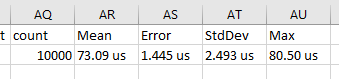 AQ AR AS AT AU
t count Mean Error StdDev Max
10000 73.09 us 1.445 us 2.493 us 80.50 us